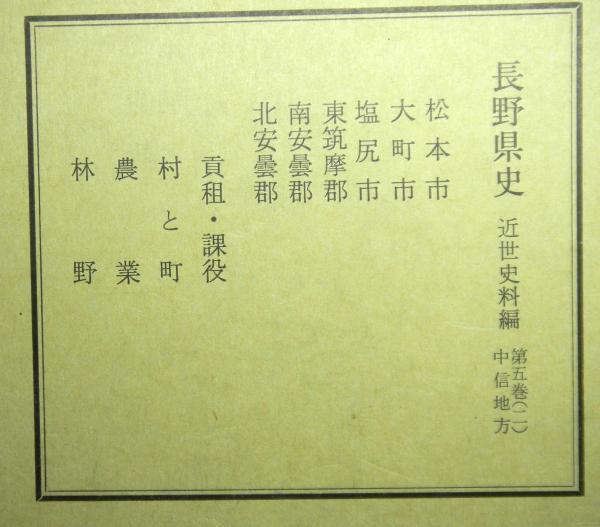 長野県史 近世史料編 第五巻(二)
中信地方
松本市
大町市
塩尻市
東筑摩郡
南安曇郡
北安曇郡
貢租・課役
村と町
農業
林野